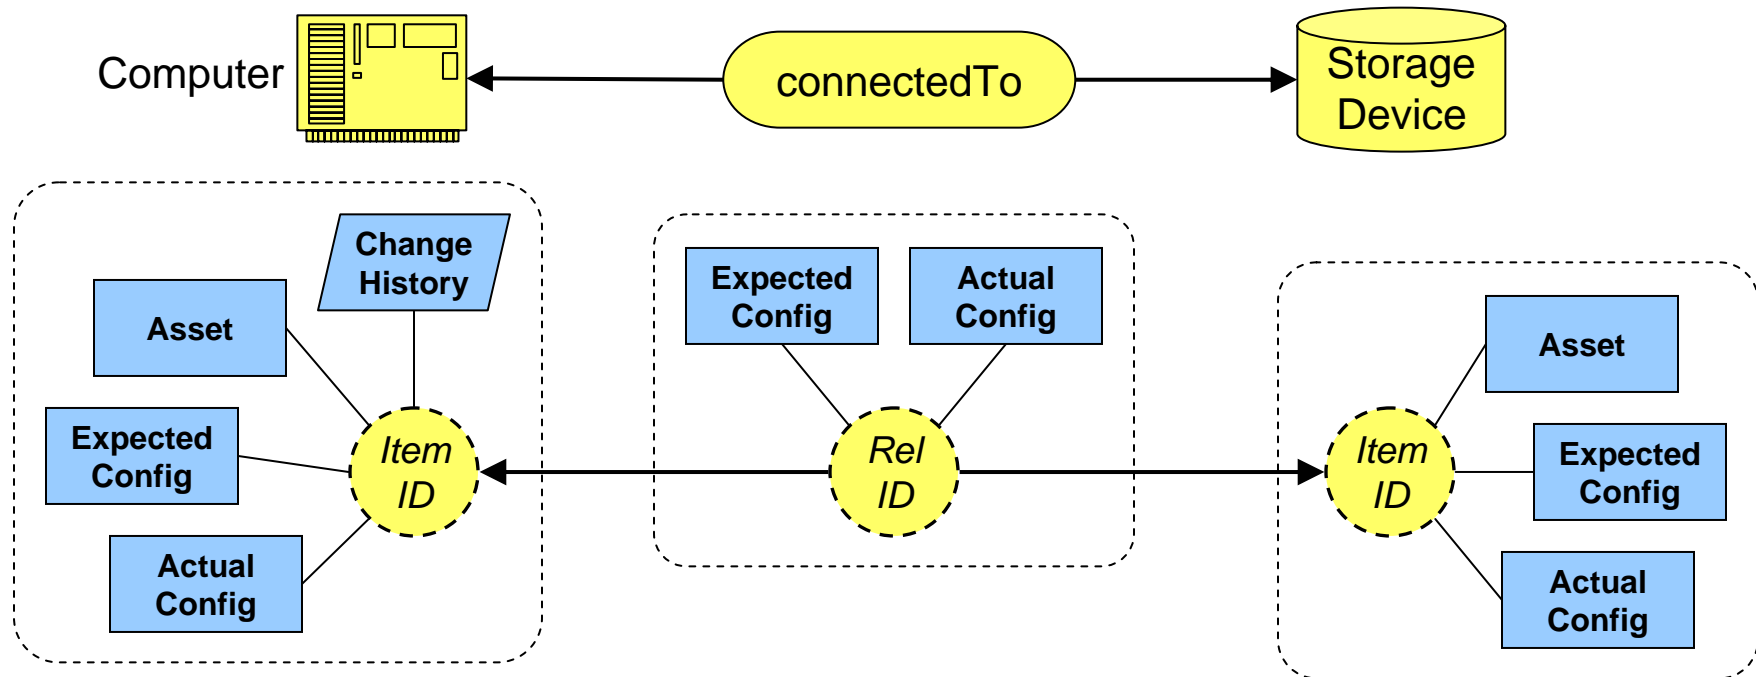 Computer
connectedTo
Storage
Device
Change
History
Asset
Expected
Config
Actual
Config
Item
ID
Expected
Config
Actual
Config
Rel
ID
Asset
Expected
Config
Actual
Config
Item
ID